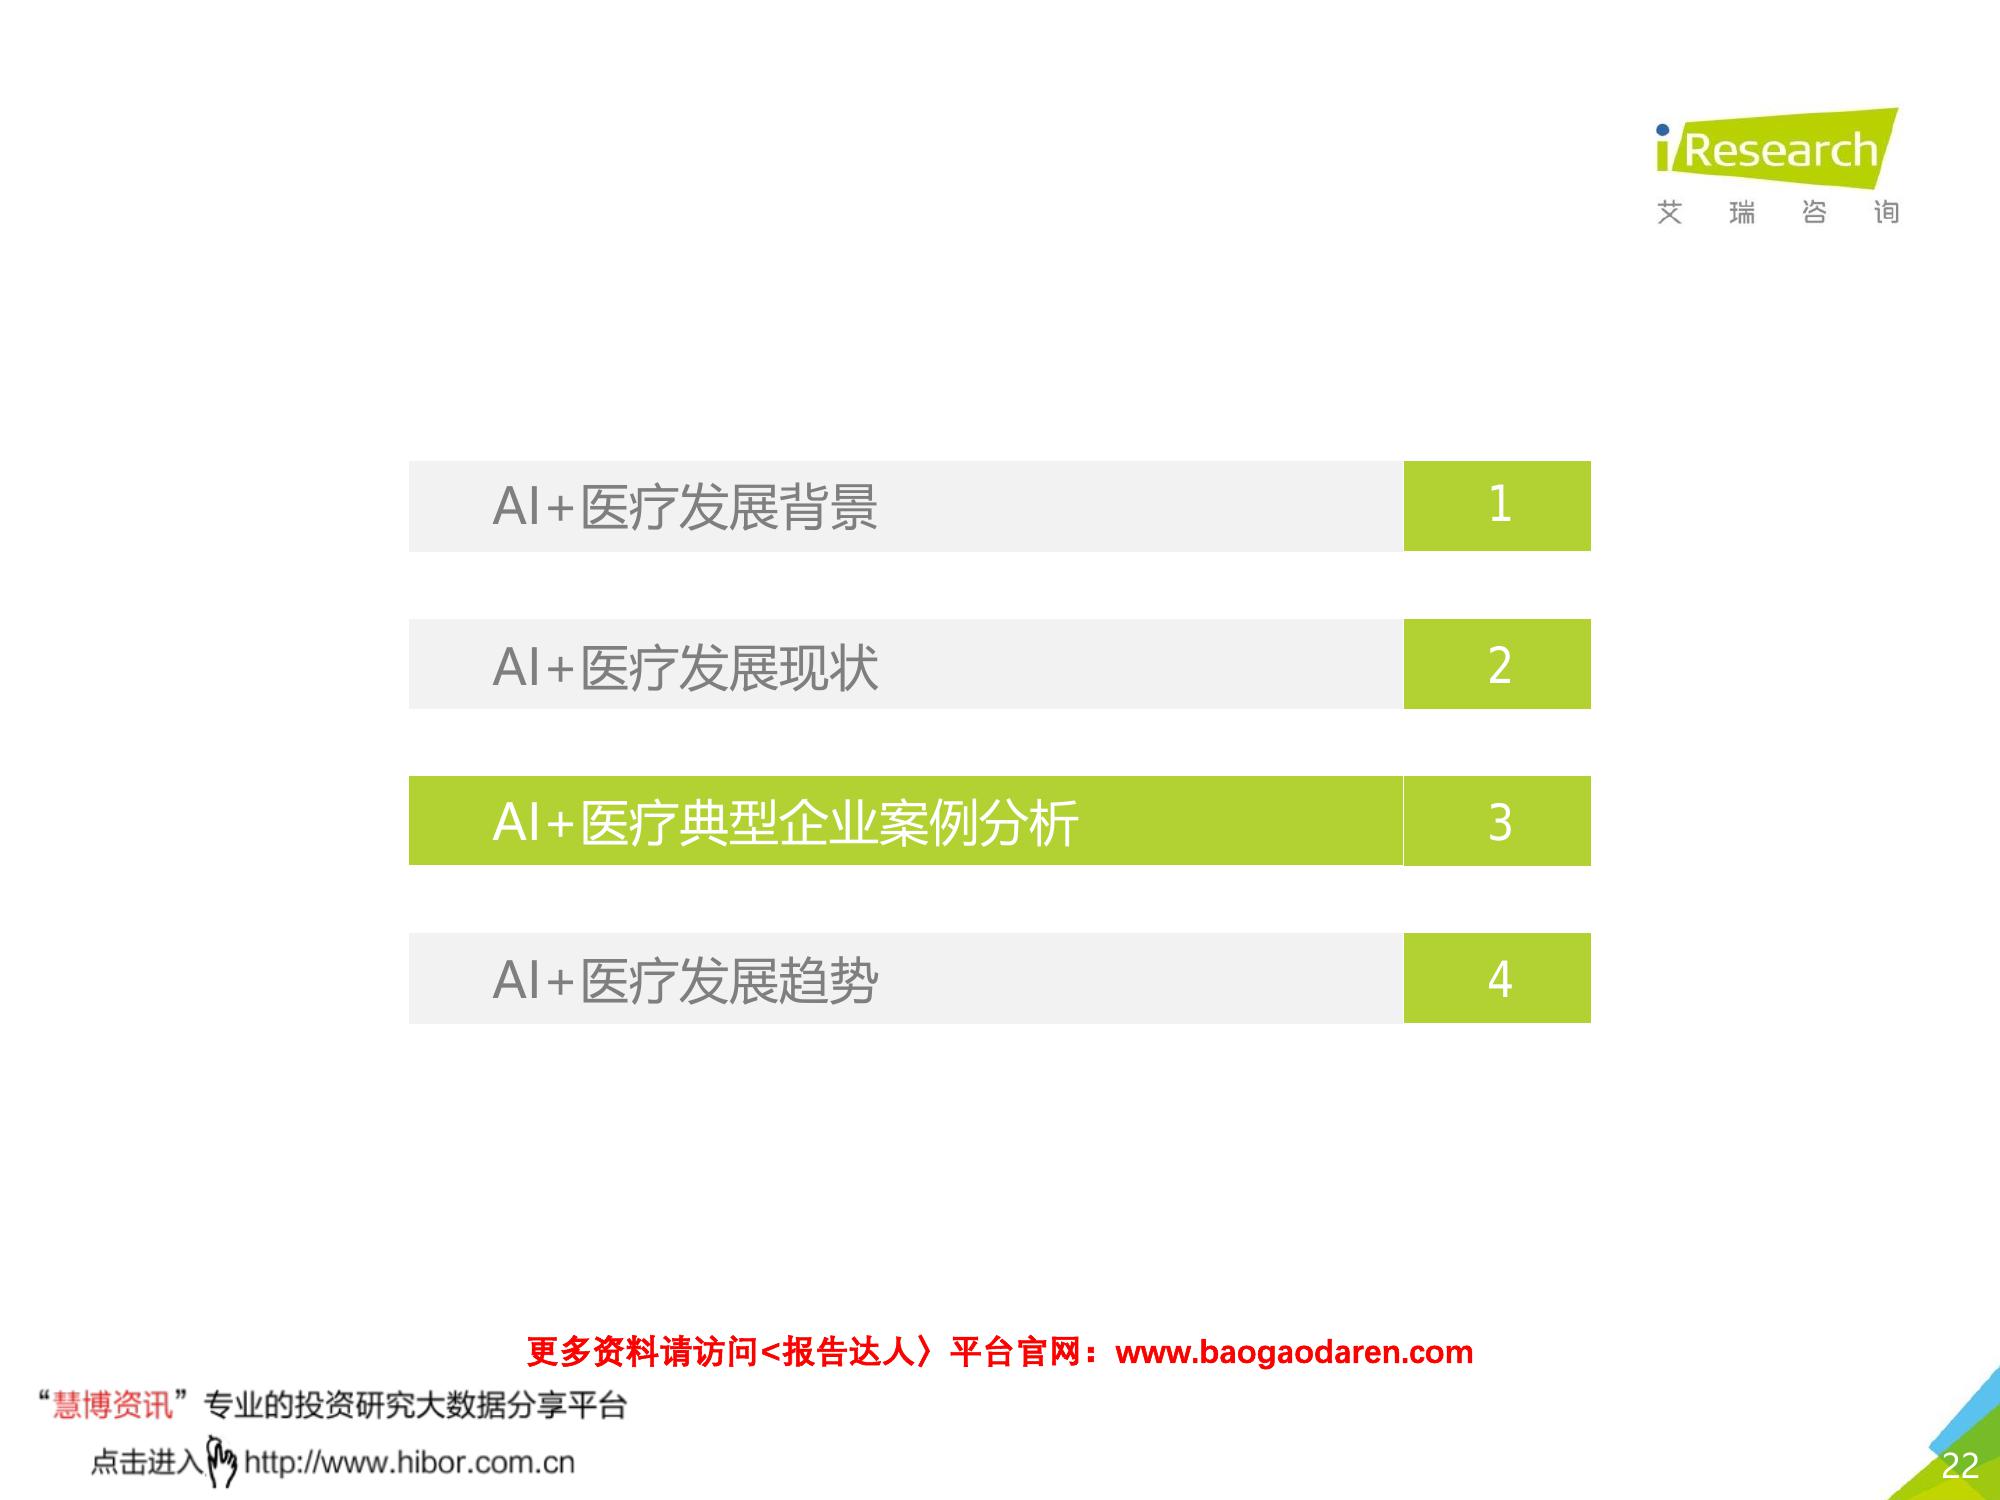 iResearch
艾瑞咨询
AI+医疗发展背景 1
AI+医疗发展现状 2
AI+医疗典型企业案例分析 3
AI+医疗发展趋势 4
更多资料请访问<报告达人〉平台官网：www.baogaodaren.com
“慧博资讯”专业的投资研究大数据分享平台
点击进入 http://www.hibor.com.cn
22